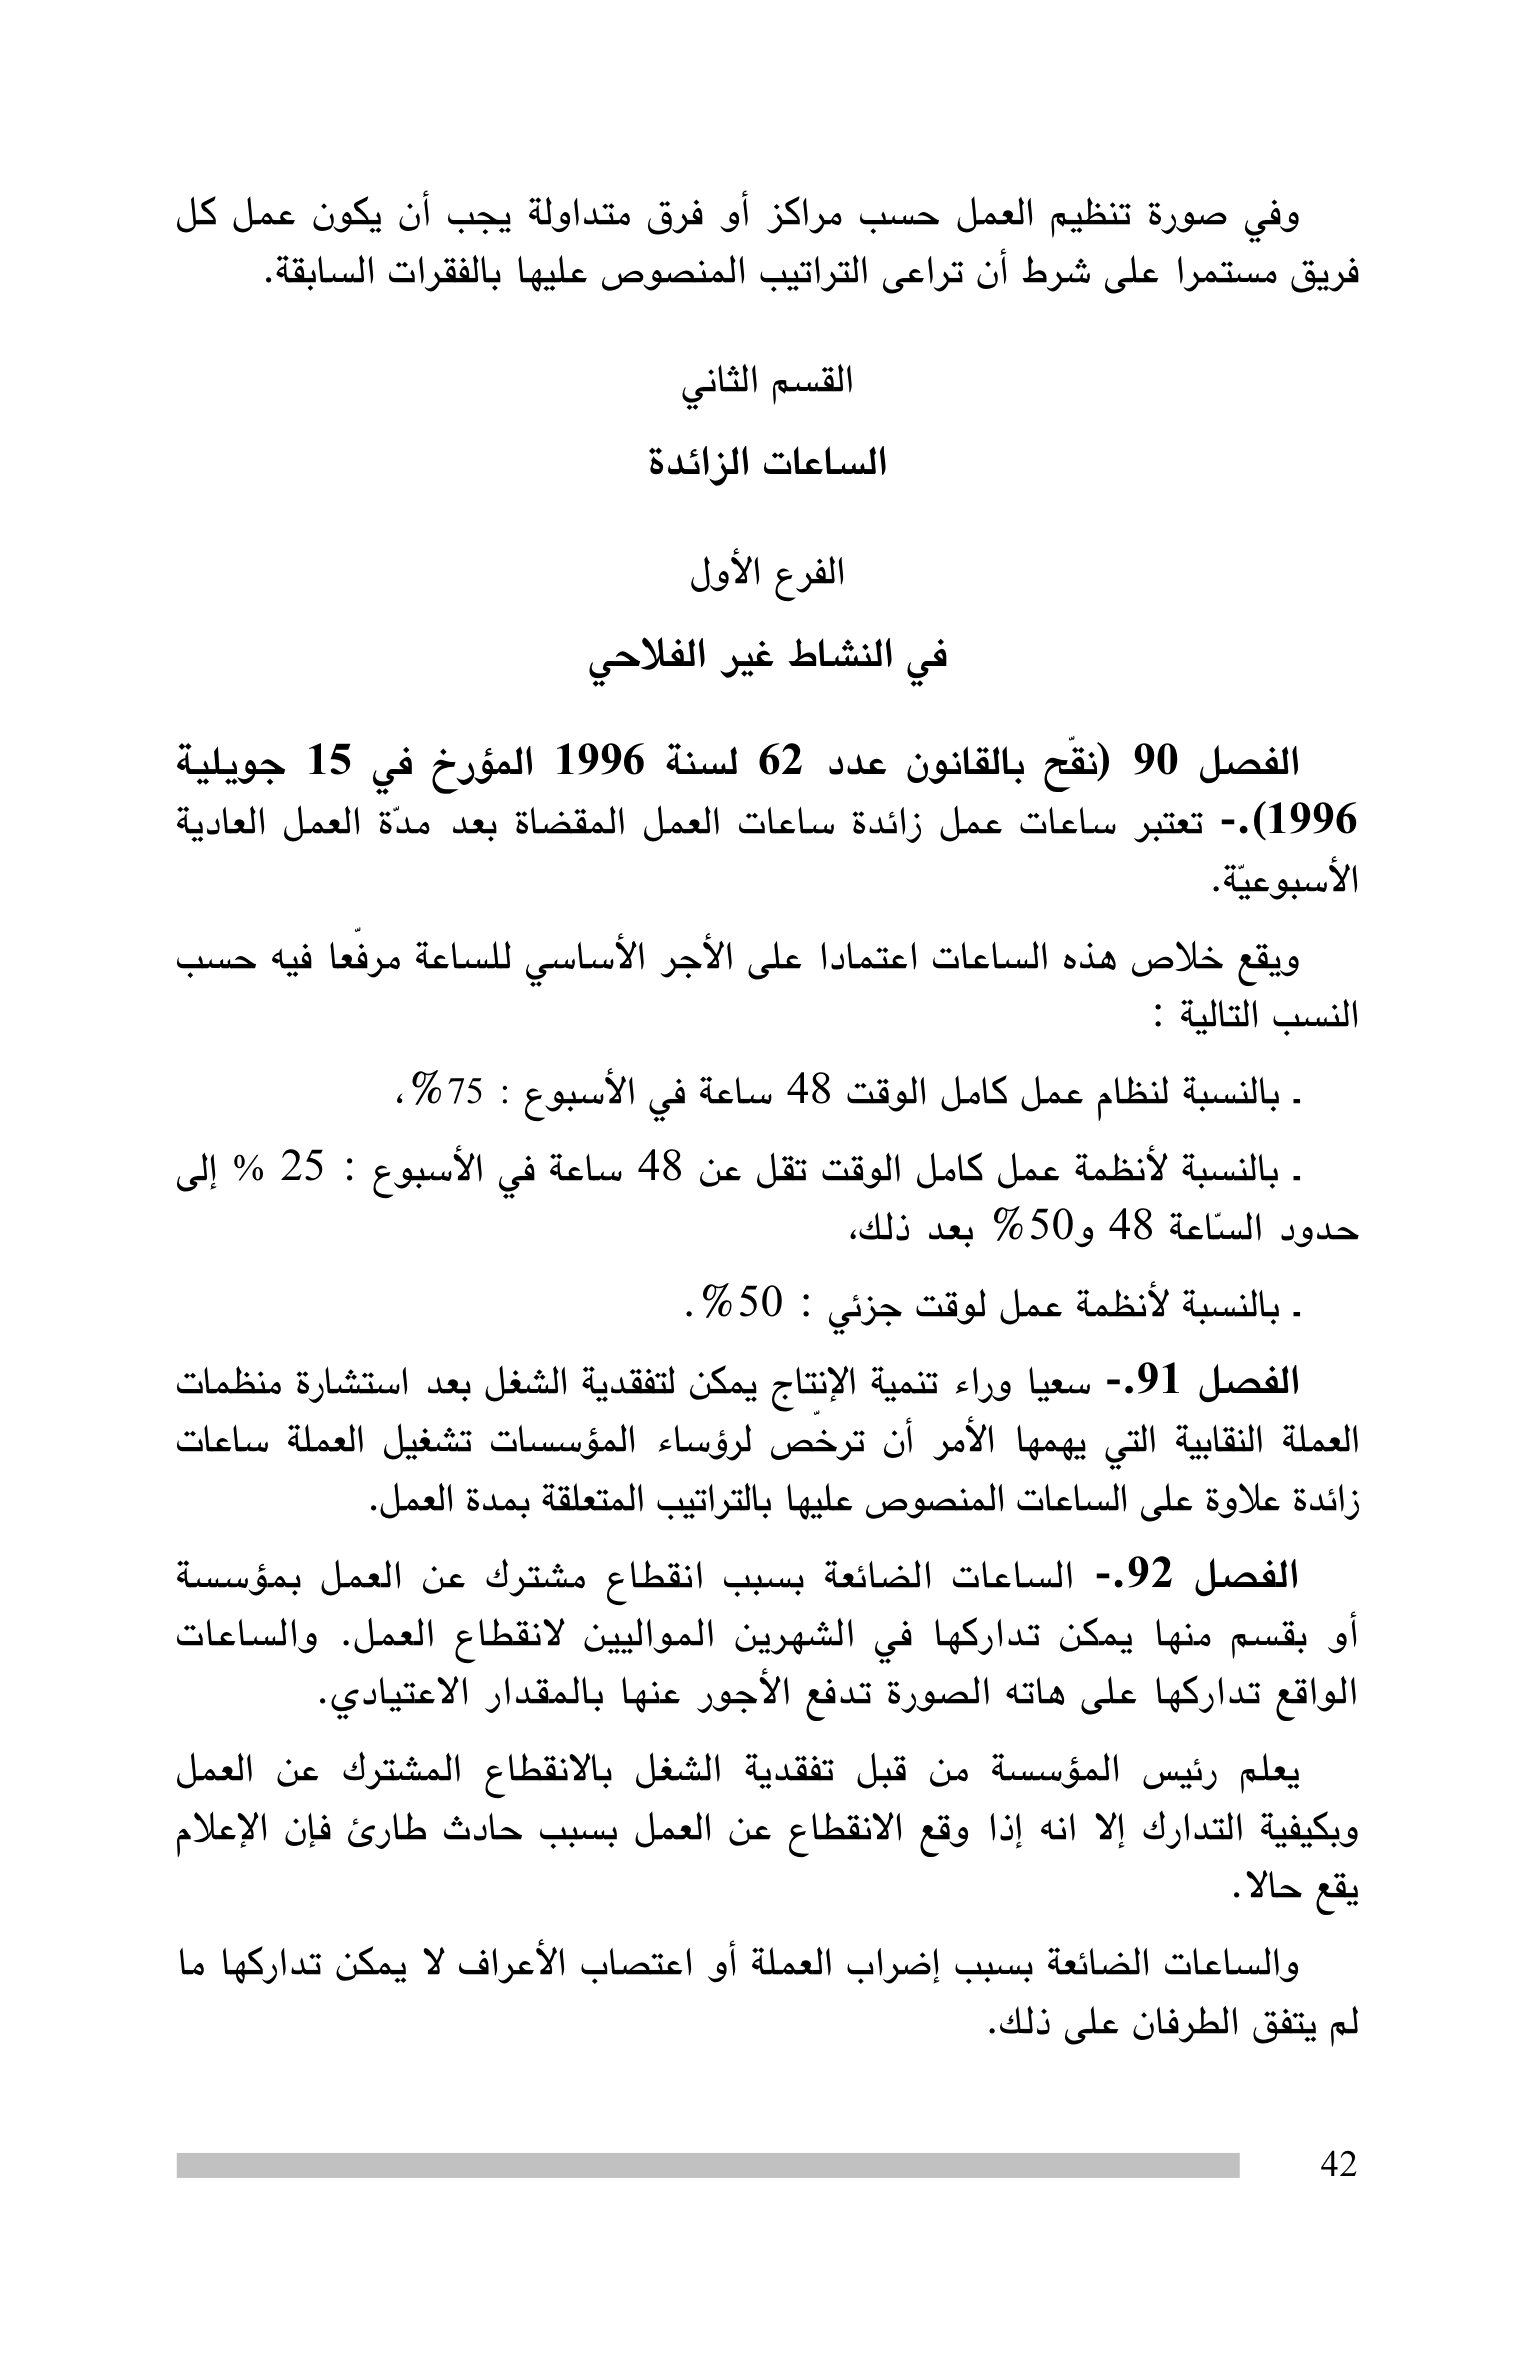 وفي صورة تنظيم العمل حسب مراكز أو فرق متداولة يجب أن يكون عمل كل
فريق مستمرا على شرط أن تراعى التراتيب المنصوص عليها بالفقرات السابقة.
القسم الثاني
الساعات الزائدة
الفرع الأول
في النشاط غير الفلاحي
الفصل 90 (نقّح بالقانون عدد 62 لسنة 1996 المؤرخ في 15 جويلية
1996).- تعتبر ساعات عمل زائدة ساعات العمل المقضاة بعد مدّة العمل العادية
الأسبوعيّة.
ويقع خلاص هذه الساعات اعتمادا على الأجر الأساسي للساعة مرفّعا فيه حسب
النسب التالية :
ـ بالنسبة لنظام عمل كامل الوقت 48 ساعة في الأسبوع : 75%،
ـ بالنسبة لأنظمة عمل كامل الوقت تقل عن 48 ساعة في الأسبوع : 25 % إلى
حدود السّاعة 48 و50% بعد ذلك،
ـ بالنسبة لأنظمة عمل لوقت جزئي : 50%.
الفصل 91.- سعيا وراء تنمية الإنتاج يمكن لتفقدية الشغل بعد استشارة منظمات
العملة النقابية التي يهمها الأمر أن ترخّص لرؤساء المؤسسات تشغيل العملة ساعات
زائدة علاوة على الساعات المنصوص عليها بالتراتيب المتعلقة بمدة العمل.
الفصل 92.- الساعات الضائعة بسبب انقطاع مشترك عن العمل بمؤسسة
أو بقسم منها يمكن تداركها في الشهرين المواليين لانقطاع العمل. والساعات
الواقع تداركها على هاته الصورة تدفع الأجور عنها بالمقدار الاعتيادي.
يعلم رئيس المؤسسة من قبل تفقدية الشغل بالانقطاع المشترك عن العمل
وبكيفية التدارك إلا انه إذا وقع الانقطاع عن العمل بسبب حادث طارئ فإن الإعلام
يقع حالا.
والساعات الضائعة بسبب إضراب العملة أو اعتصاب الأعراف لا يمكن تداركها ما
لم يتفق الطرفان على ذلك.
42